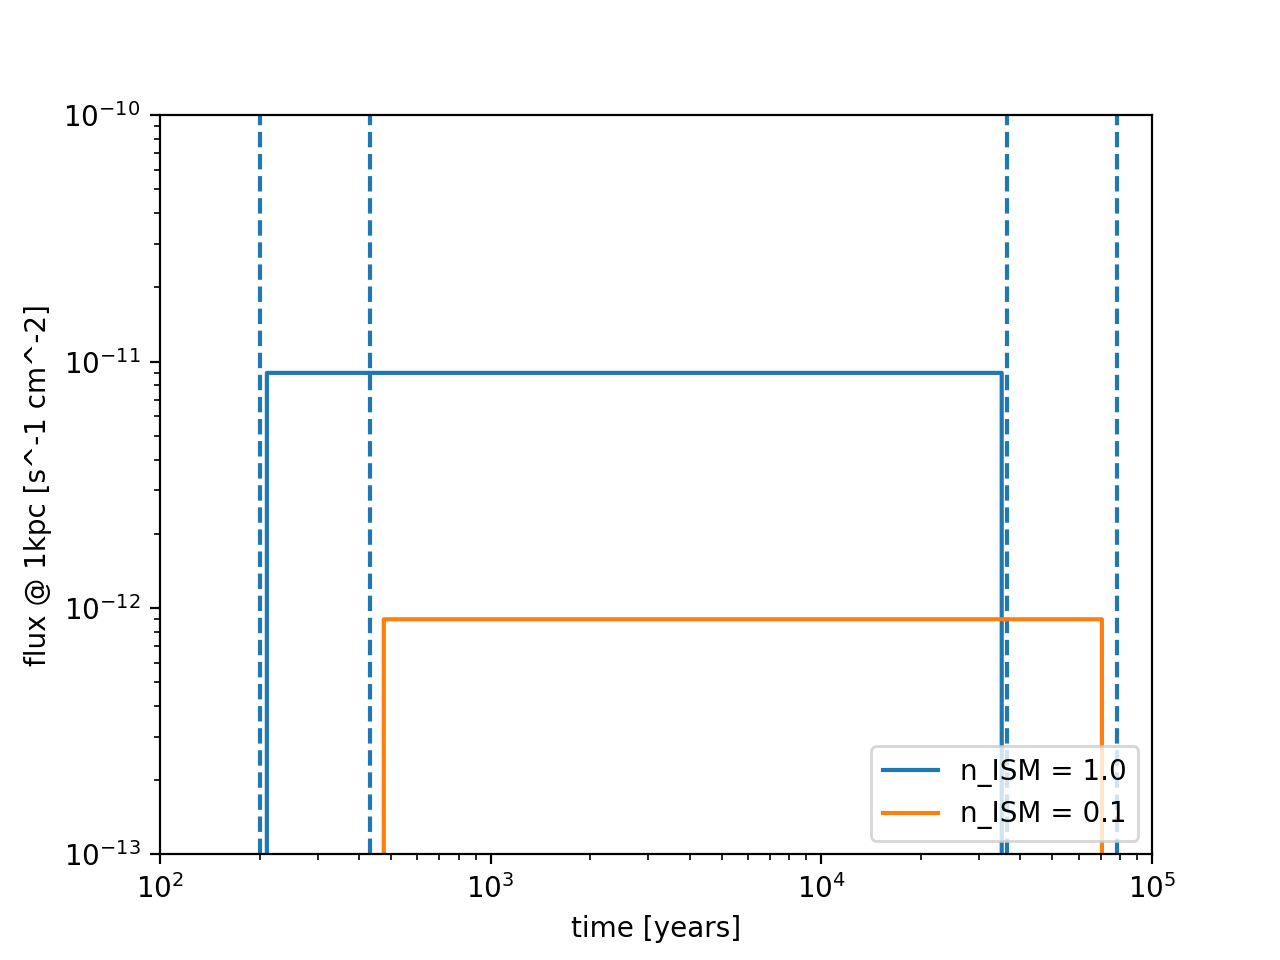 10^-10
10^-11
10^-12
10^-13
flux @ 1kpc [s^-1 cm^-2]
n_ISM = 1.0
n_ISM = 0.1
10^2 10^3 10^4 10^5
time [years]